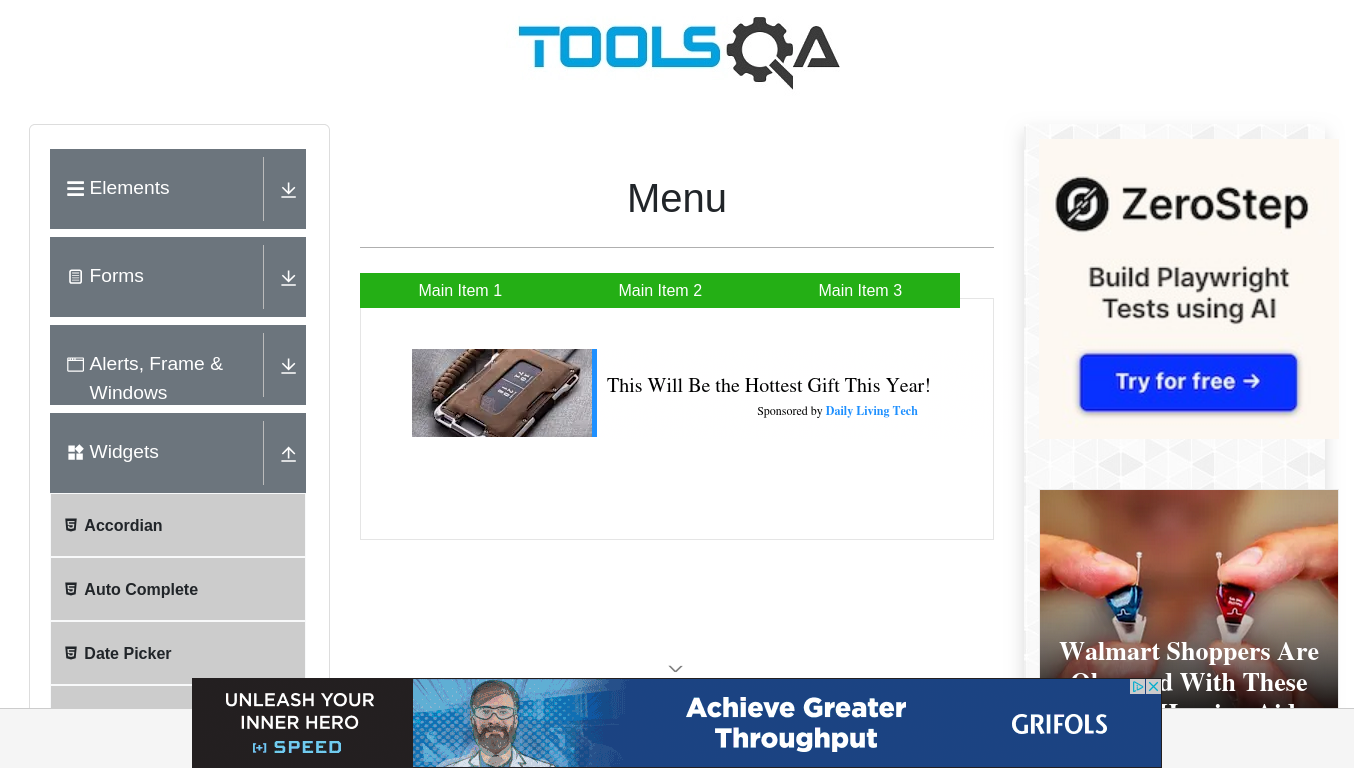 TOOLSQA
Elements
Forms
Alerts, Frame &
Windows
Widgets
Accordian
Auto Complete
Date Picker
Menu
Main Item 1
Main Item 2
Main Item 3
This Will Be the Hottest Gift This Year!
Sponsored by Daily Living Tech
ZeroStep
Build Playwright
Tests using AI
Try for free →
Walmart Shoppers Are
With These
UNLEASH YOUR
INNER HERO
[+] SPEED
Achieve Greater
Throughput
GRIFOLS